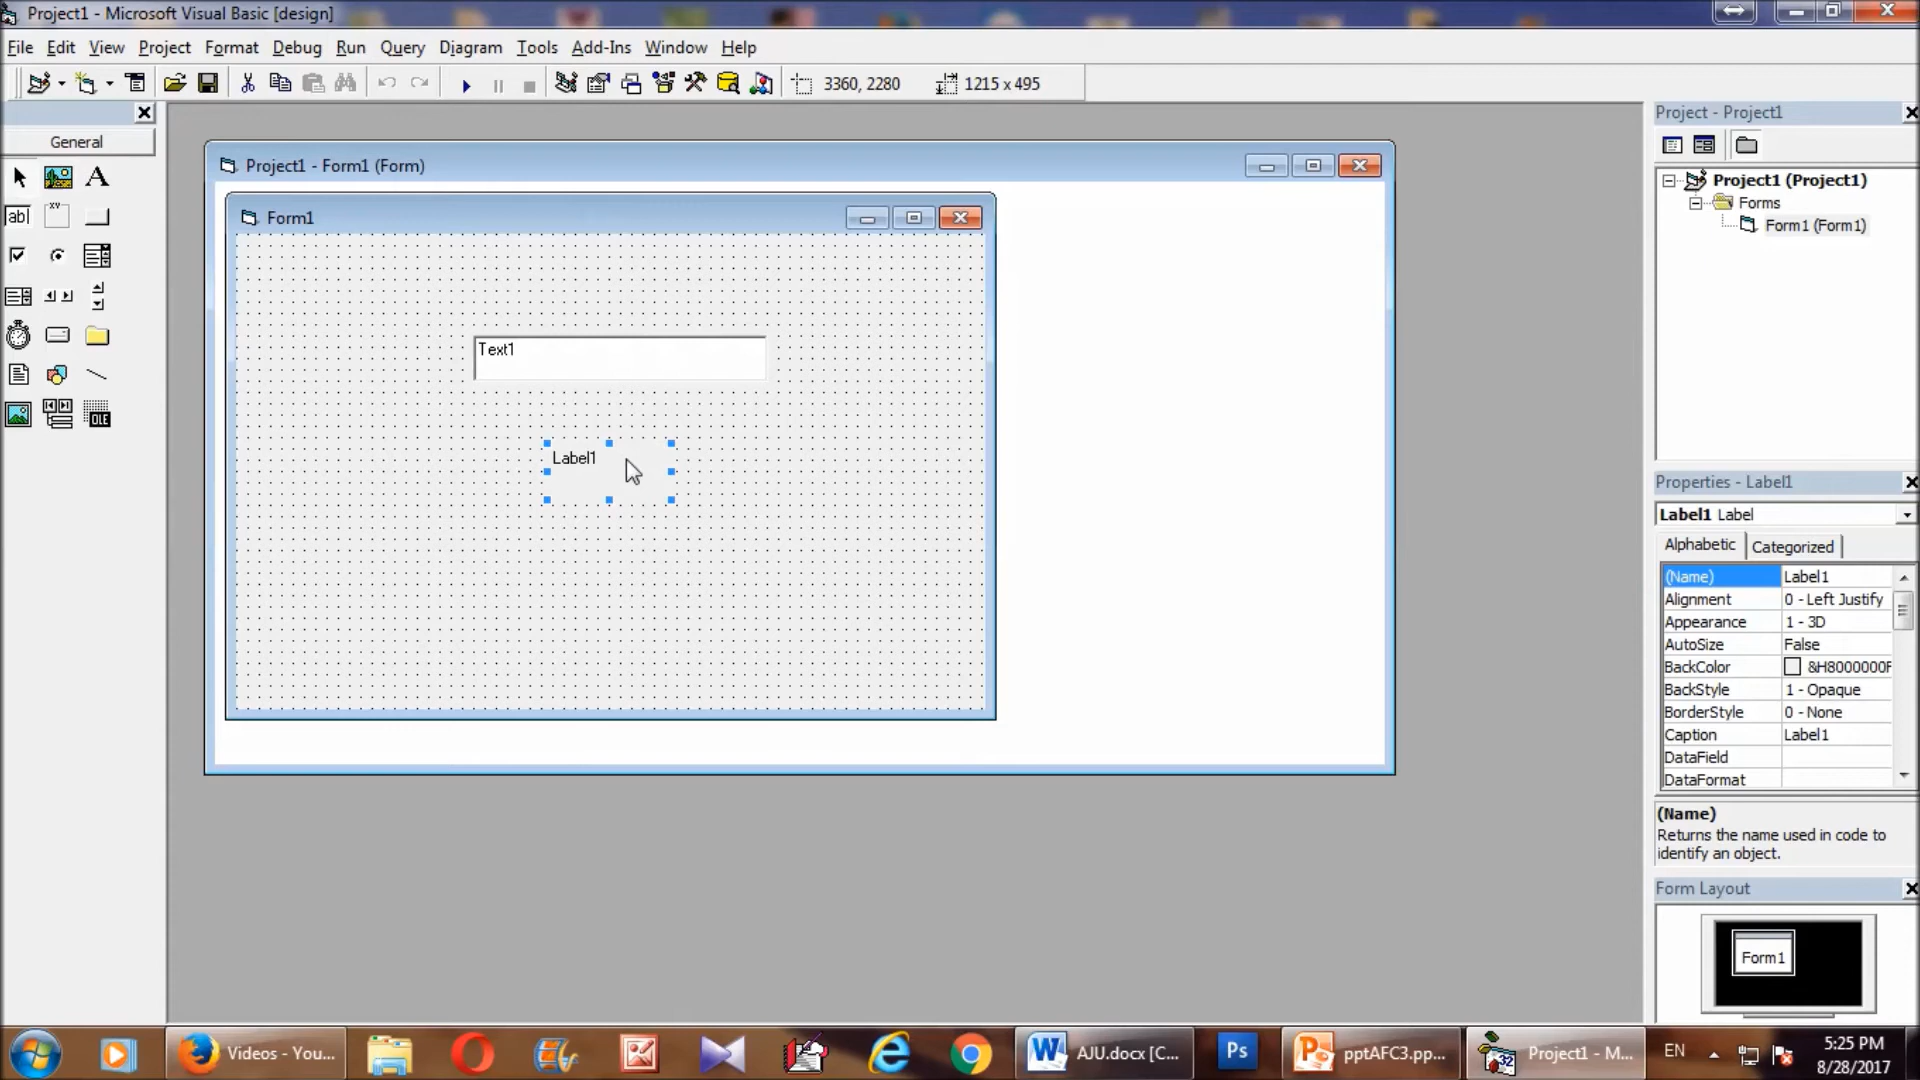 Project1 - Microsoft Visual Basic [design]
File Edit View Project Format Debug Run Query Diagram Tools Add-Ins Window Help
3360, 2280 1215 x 495
General
A
ab
XY
OLE
Project1 - Form1 (Form)
Form1
Text1
Label1
Project - Project1
Project1 (Project1)
Forms
Form1 (Form1)
Properties - Label1
Label1 Label
Alphabetic Categorized
(Name) Label1
Alignment 0 - Left Justify
Appearance 1 - 3D
AutoSize False
BackColor &H8000000F
BackStyle 1 - Opaque
BorderStyle 0 - None
Caption Label1
DataField
DataFormat
(Name)
Returns the name used in code to
identify an object.
Form Layout
Form1
Videos - You...
AJU.docx [C...
Ps
pptAFC3.pp...
Project1 - M...
EN
5:25 PM
8/28/2017